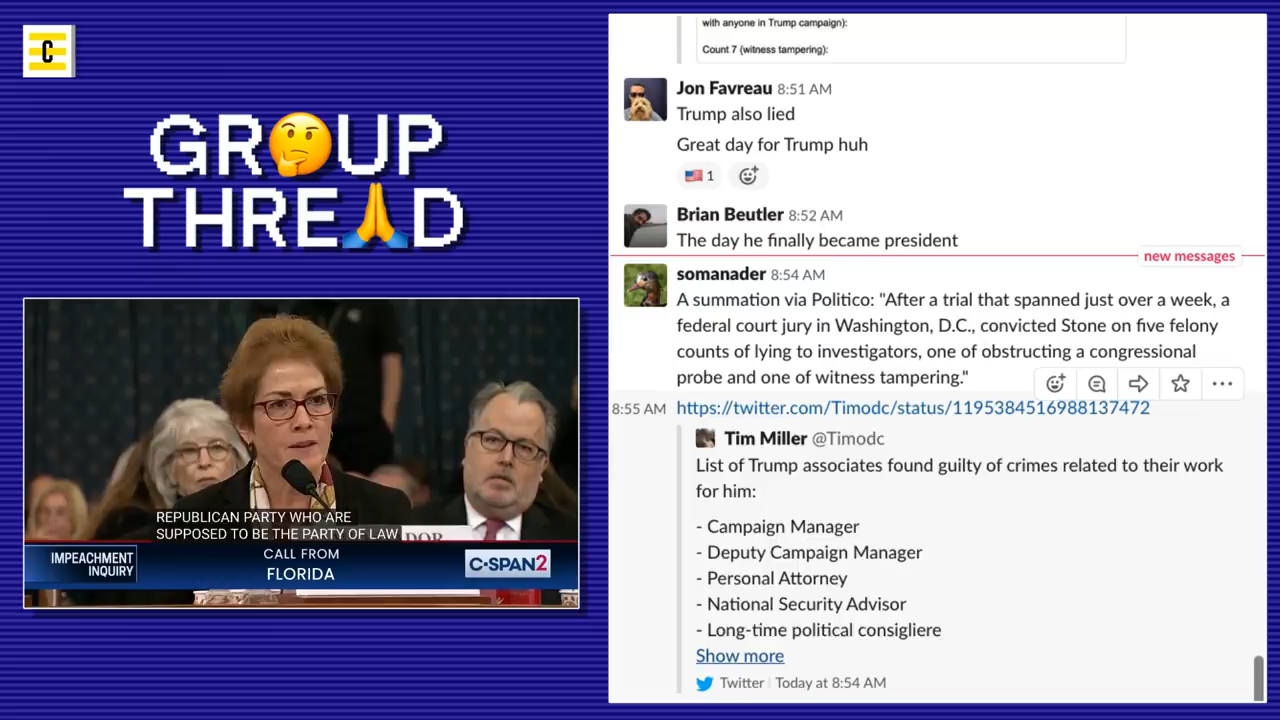 C
GR🤔UP
THRE🙏D
REPUBLICAN PARTY WHO ARE
SUPPOSED TO BE THE PARTY OF LAW
DOR
IMPEACHMENT
INQUIRY
CALL FROM
FLORIDA
C-SPAN2
with anyone in Trump campaign):
Count 7 (witness tampering):
Jon Favreau 8:51 AM
Trump also lied
Great day for Trump huh
1
Brian Beutler 8:52 AM
The day he finally became president
new messages
somanader 8:54 AM
A summation via Politico: "After a trial that spanned just over a week, a
federal court jury in Washington, D.C., convicted Stone on five felony
counts of lying to investigators, one of obstructing a congressional
probe and one of witness tampering."
8:55 AM https://twitter.com/Timodc/status/1195384516988137472
Tim Miller @Timodc
List of Trump associates found guilty of crimes related to their work
for him:
- Campaign Manager
- Deputy Campaign Manager
- Personal Attorney
- National Security Advisor
- Long-time political consigliere
Show more
Twitter Today at 8:54 AM